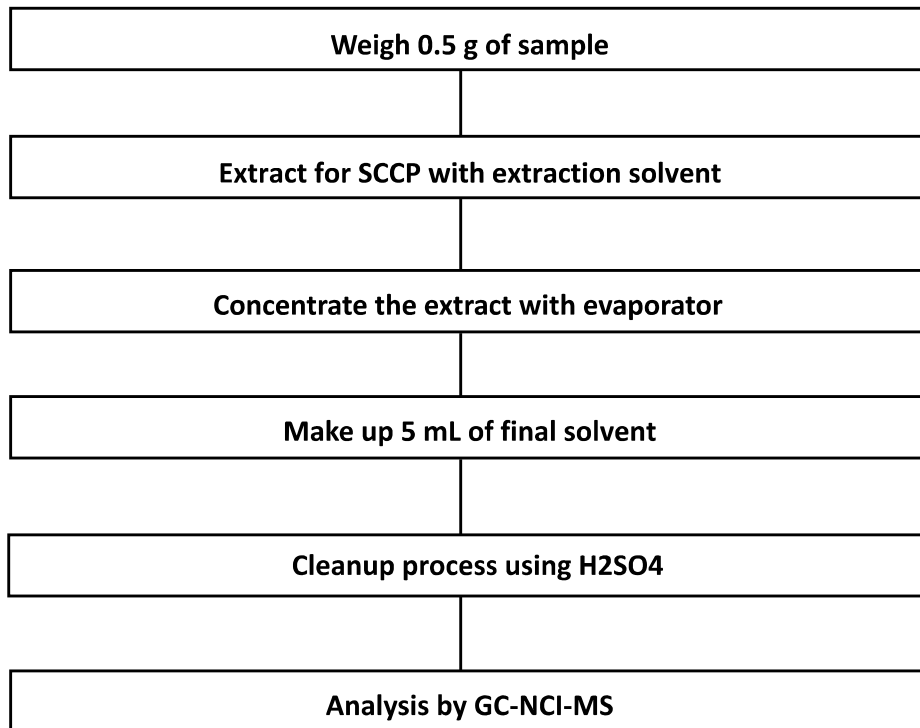 Weigh 0.5 g of sample
Extract for SCCP with extraction solvent
Concentrate the extract with evaporator
Make up 5 mL of final solvent
Cleanup process using H2SO4
Analysis by GC-NCI-MS